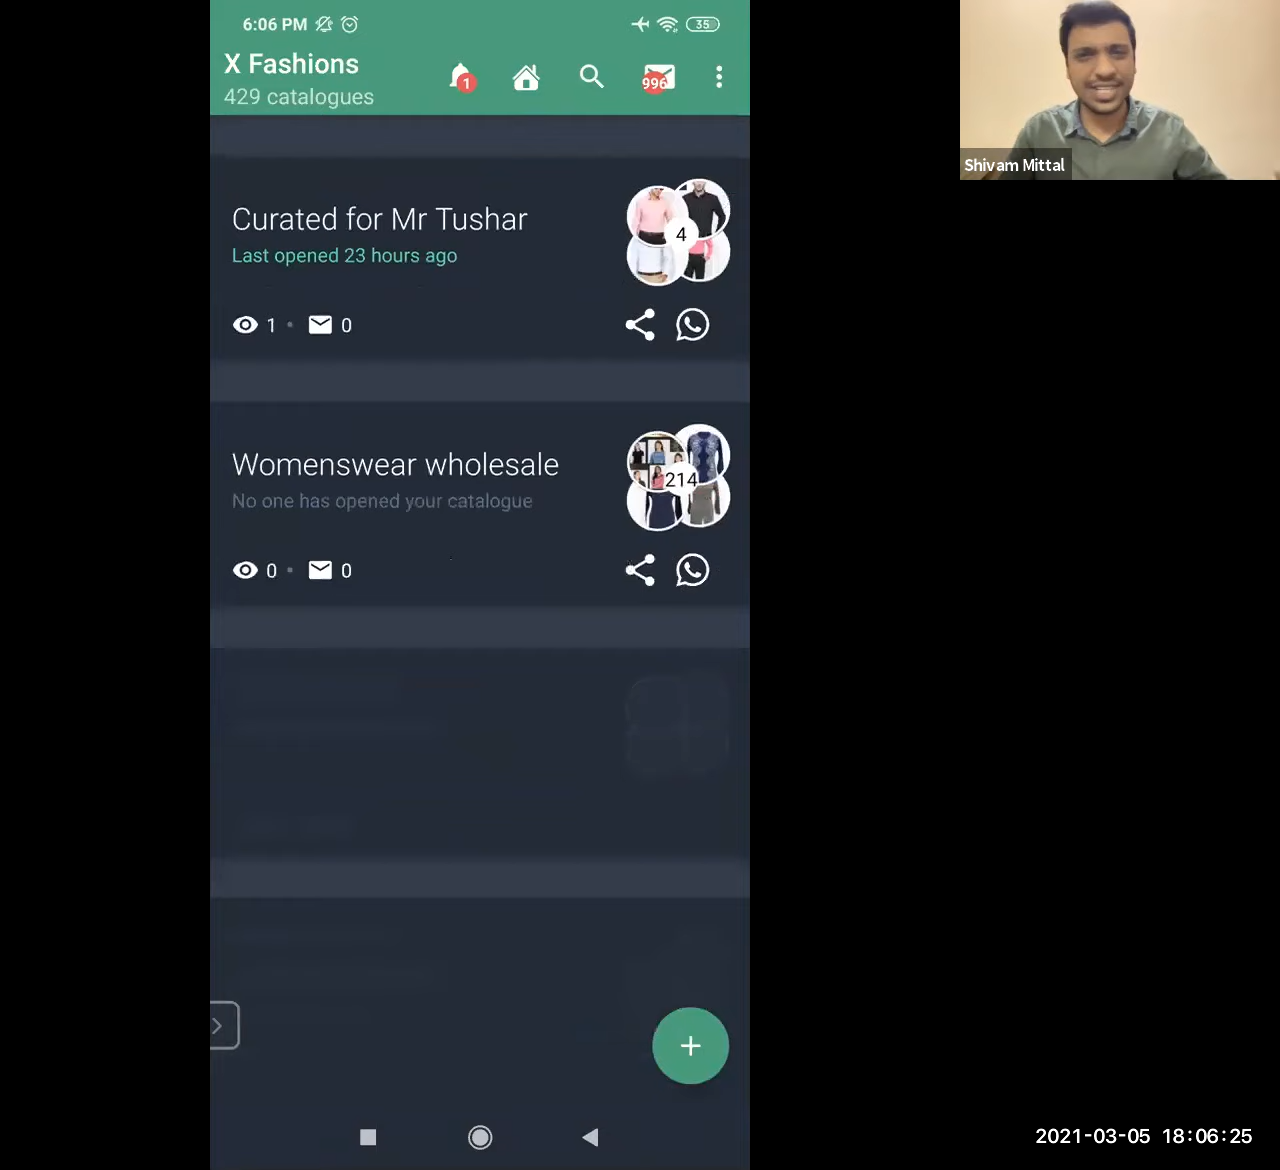 6:06 PM
35
X Fashions
429 catalogues
1
996
Shivam Mittal
Curated for Mr Tushar
Last opened 23 hours ago
4
1 • 0
Womenswear wholesale
No one has opened your catalogue
214
0 • 0
2021-03-05 18:06:25